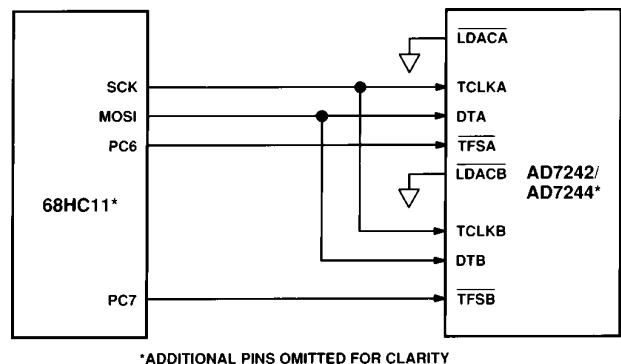 LDACA
SCK
TCLKA
MOSI
DTA
PC6
TFSA
LDACB
AD7242/
AD7244*
68HC11*
TCLKB
DTB
PC7
TFSB
*ADDITIONAL PINS OMITTED FOR CLARITY